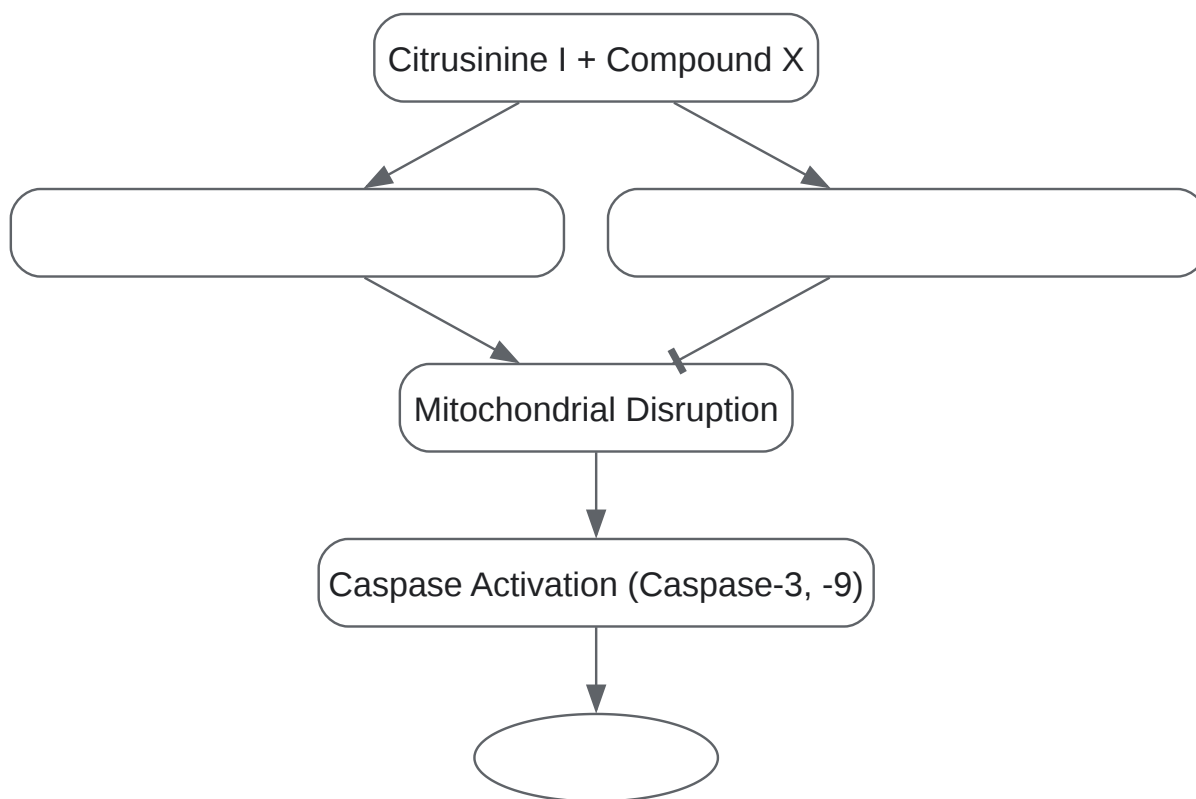 Citrusinine I + Compound X
Mitochondrial Disruption
Caspase Activation (Caspase-3, -9)